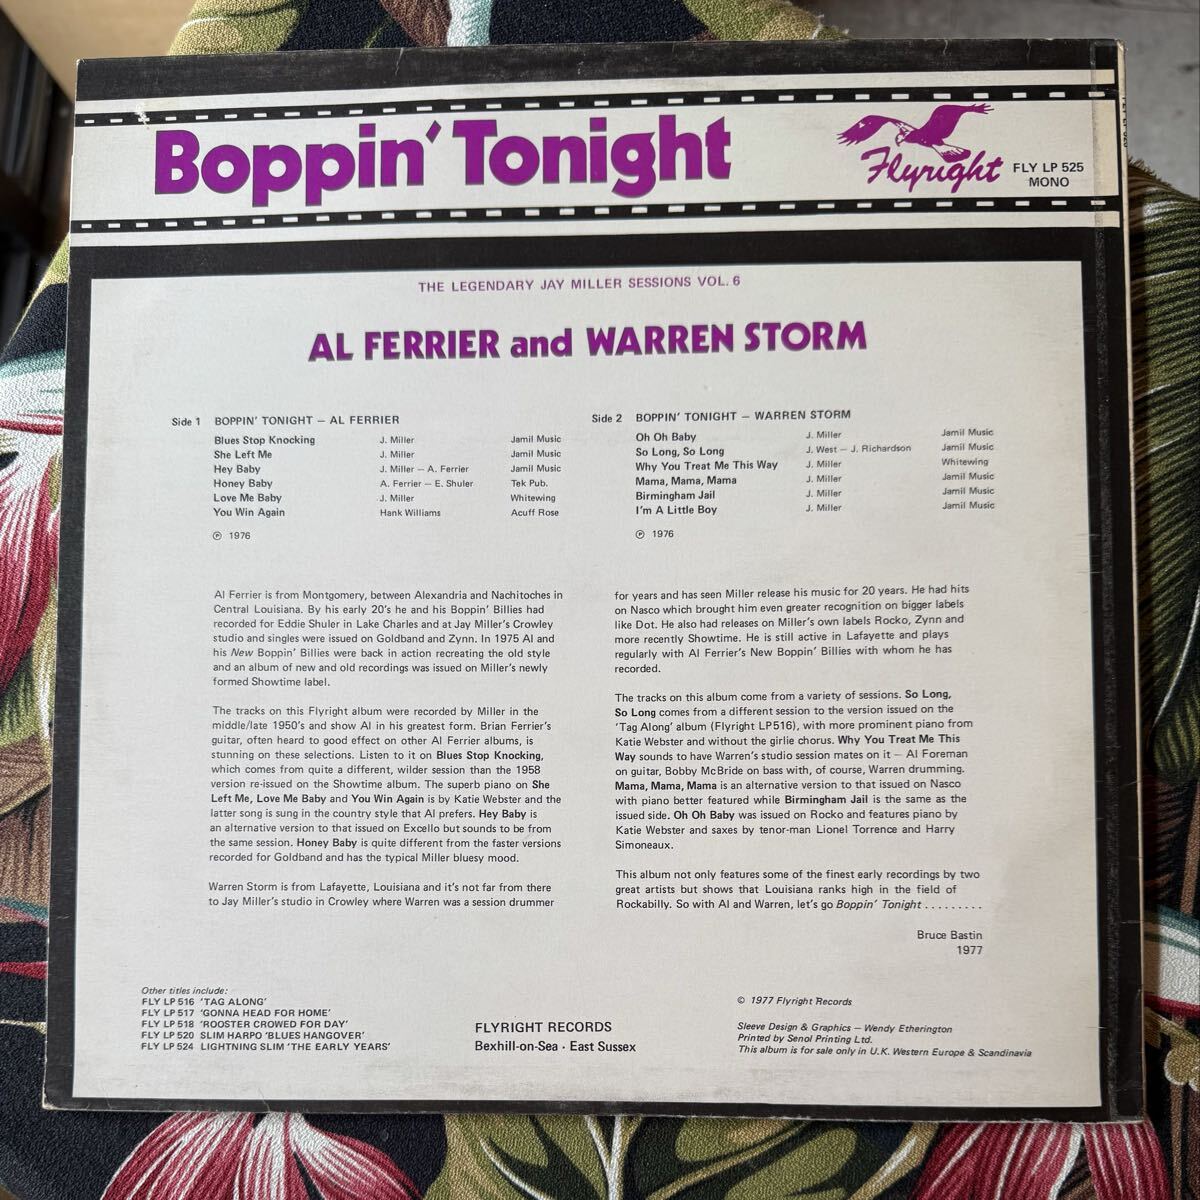 Boppin' Tonight
Flyright
FLY LP 525
MONO
THE LEGENDARY JAY MILLER SESSIONS VOL. 6
AL FERRIER and WARREN STORM
Side 1 BOPPIN' TONIGHT – AL FERRIER
Blues Stop Knocking J. Miller Jamil Music
She Left Me J. Miller Jamil Music
Hey Baby J. Miller – A. Ferrier Jamil Music
Honey Baby A. Ferrier – E. Shuler Tek Pub.
Love Me Baby J. Miller Whitewing
You Win Again Hank Williams Acuff Rose
℗ 1976
Side 2 BOPPIN' TONIGHT – WARREN STORM
Oh Oh Baby J. Miller Jamil Music
So Long, So Long J. West – J. Richardson Jamil Music
Why You Treat Me This Way J. Miller Whitewing
Mama, Mama, Mama J. Miller Jamil Music
Birmingham Jail J. Miller Jamil Music
I'm A Little Boy J. Miller Jamil Music
℗ 1976
Al Ferrier is from Montgomery, between Alexandria and Nachitoches in
Central Louisiana. By his early 20's he and his Boppin' Billies had
recorded for Eddie Shuler in Lake Charles and at Jay Miller's Crowley
studio and singles were issued on Goldband and Zynn. In 1975 Al and
his New Boppin' Billies were back in action recreating the old style
and an album of new and old recordings was issued on Miller's newly
formed Showtime label.
The tracks on this Flyright album were recorded by Miller in the
middle/late 1950's and show Al in his greatest form. Brian Ferrier's
guitar, often heard to good effect on other Al Ferrier albums, is
stunning on these selections. Listen to it on Blues Stop Knocking,
which comes from quite a different, wilder session than the 1958
version re-issued on the Showtime album. The superb piano on She
Left Me, Love Me Baby and You Win Again is by Katie Webster and the
latter song is sung in the country style that Al prefers. Hey Baby is
an alternative version to that issued on Excello but sounds to be from
the same session. Honey Baby is quite different from the faster versions
recorded for Goldband and has the typical Miller bluesy mood.
Warren Storm is from Lafayette, Louisiana and it's not far from there
to Jay Miller's studio in Crowley where Warren was a session drummer
for years and has seen Miller release his music for 20 years. He had hits
on Nasco which brought him even greater recognition on bigger labels
like Dot. He also had releases on Miller's own labels Rocko, Zynn and
more recently Showtime. He is still active in Lafayette and plays
regularly with Al Ferrier's New Boppin' Billies with whom he has
recorded.
The tracks on this album come from a variety of sessions. So Long,
So Long comes from a different session to the version issued on the
'Tag Along' album (Flyright LP516), with more prominent piano from
Katie Webster and without the girlie chorus. Why You Treat Me This
Way sounds to have Warren's studio session mates on it – Al Foreman
on guitar, Bobby McBride on bass with, of course, Warren drumming.
Mama, Mama, Mama is an alternative version to that issued on Nasco
with piano better featured while Birmingham Jail is the same as the
issued side. Oh Oh Baby was issued on Rocko and features piano by
Katie Webster and saxes by tenor-man Lionel Torrence and Harry
Simoneaux.
This album not only features some of the finest early recordings by two
great artists but shows that Louisiana ranks high in the field of
Rockabilly. So with Al and Warren, let's go Boppin' Tonight . . . . . . . . .
Bruce Bastin
1977
Other titles include:
FLY LP 516 'TAG ALONG'
FLY LP 517 'GONNA HEAD FOR HOME'
FLY LP 518 'ROOSTER CROWED FOR DAY'
FLY LP 520 SLIM HARPO 'BLUES HANGOVER'
FLY LP 524 LIGHTNING SLIM 'THE EARLY YEARS'
FLYRIGHT RECORDS
Bexhill-on-Sea · East Sussex
© 1977 Flyright Records
Sleeve Design & Graphics – Wendy Etherington
Printed by Senol Printing Ltd.
This album is for sale only in U.K. Western Europe & Scandinavia